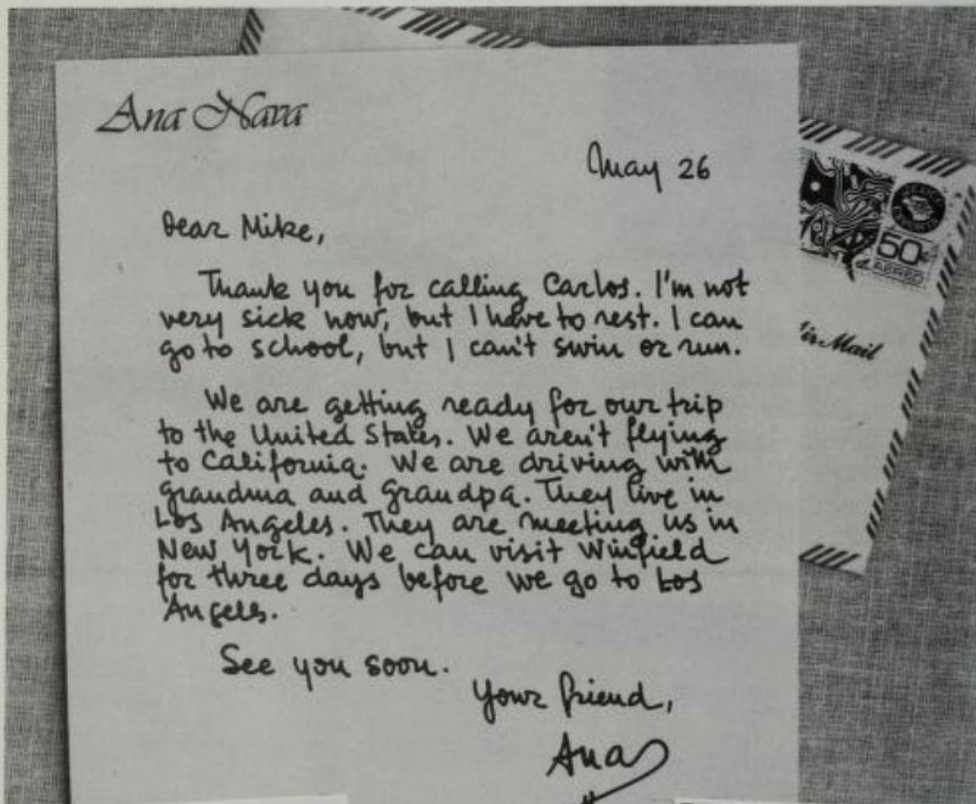 Ana Nava
May 26
Dear Mike,
Thank you for calling Carlos. I'm not
very sick now, but I have to rest. I can
go to school, but I can't swim or run.
We are getting ready for our trip
to the United States. We aren't flying
to California. We are driving with
grandma and Grandpa. They live in
Los Angeles. They are meeting us in
New York. We can visit Winfield
for three days before we go to Los
Angels.
See you soon.
Your friend,
Ana
50c
AEREO
Air Mail